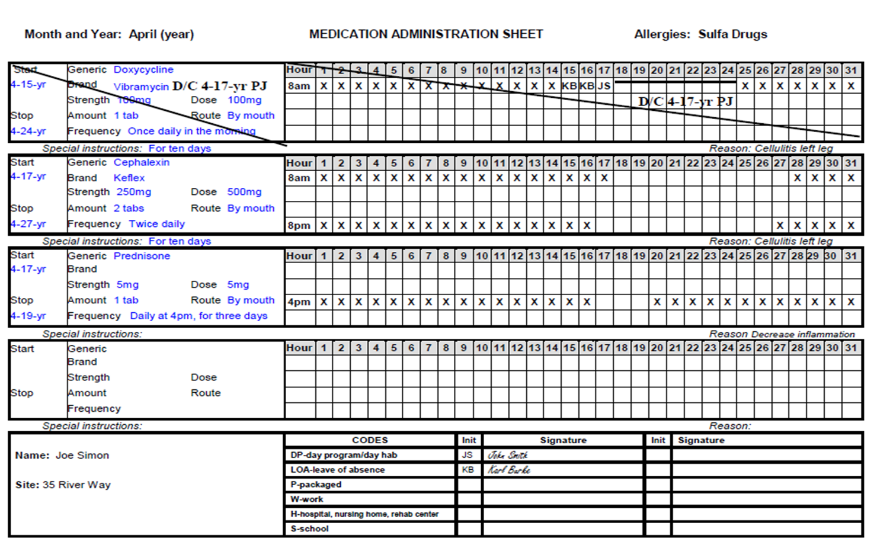 Month and Year: April (year) MEDICATION ADMINISTRATION SHEET Allergies: Sulfa Drugs
Start Generic Doxycycline Hour 1 2 3 4 5 6 7 8 9 10 11 12 13 14 15 16 17 18 19 20 21 22 23 24 25 26 27 28 29 30 31
4-15-yr Brand Vibramycin D/C 4-17-yr PJ 8am X X X X X X X X X X X X X X KB KB JS X X X X X X X
Strength 100mg Dose 100mg D/C 4-17-yr PJ
Stop Amount 1 tab Route By mouth
4-24-yr Frequency Once daily in the morning
Special instructions: For ten days Reason: Cellulitis left leg
Start Generic Cephalexin Hour 1 2 3 4 5 6 7 8 9 10 11 12 13 14 15 16 17 18 19 20 21 22 23 24 25 26 27 28 29 30 31
4-17-yr Brand Keflex 8am X X X X X X X X X X X X X X X X X X X X X
Strength 250mg Dose 500mg
Stop Amount 2 tabs Route By mouth
4-27-yr Frequency Twice daily 8pm X X X X X X X X X X X X X X X X X X X X X
Special instructions: For ten days Reason: Cellulitis left leg
Start Generic Prednisone Hour 1 2 3 4 5 6 7 8 9 10 11 12 13 14 15 16 17 18 19 20 21 22 23 24 25 26 27 28 29 30 31
4-17-yr Brand
Strength 5mg Dose 5mg
Stop Amount 1 tab Route By mouth 4pm X X X X X X X X X X X X X X X X X X X X X X X X X X X X
4-19-yr Frequency Daily at 4pm, for three days
Special instructions: Reason Decrease inflammation
Start Generic Hour 1 2 3 4 5 6 7 8 9 10 11 12 13 14 15 16 17 18 19 20 21 22 23 24 25 26 27 28 29 30 31
Brand
Strength Dose
Stop Amount Route
Frequency
Special instructions: Reason:
CODES Init Signature Init Signature
Name: Joe Simon DP-day program/day hab JS John Smith
LOA-leave of absence KB Karl Burke
Site: 35 River Way P-packaged
W-work
H-hospital, nursing home, rehab center
S-school